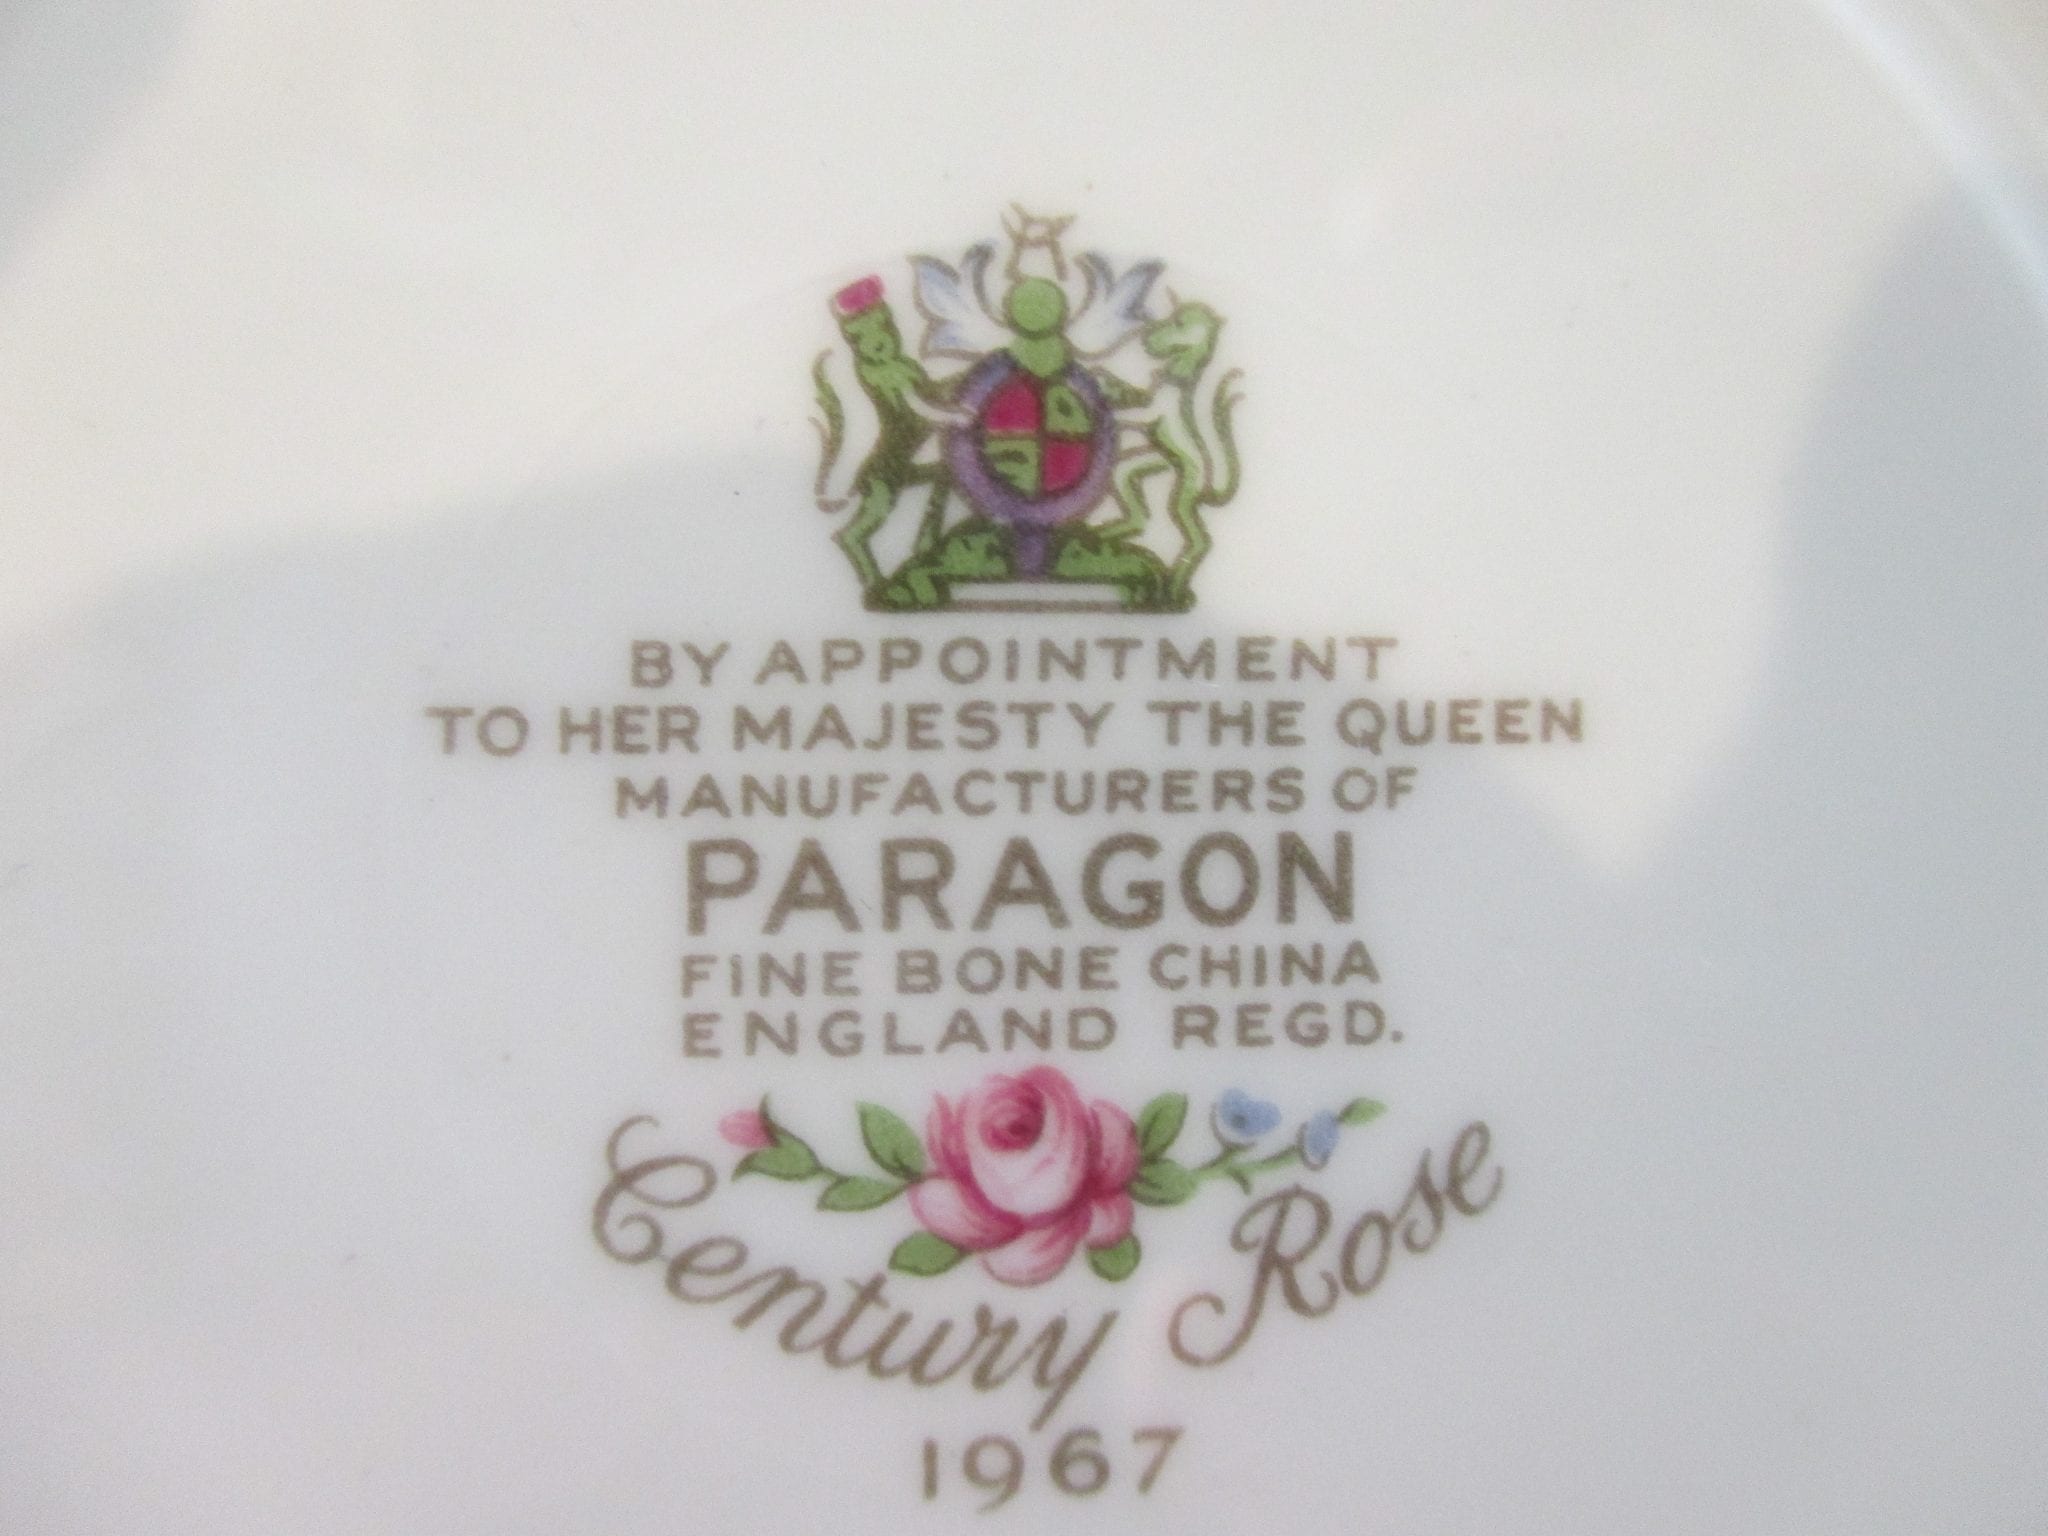 BY APPOINTMENT
TO HER MAJESTY THE QUEEN
MANUFACTURERS OF
PARAGON
FINE BONE CHINA
ENGLAND REGD.
Century Rose
1967